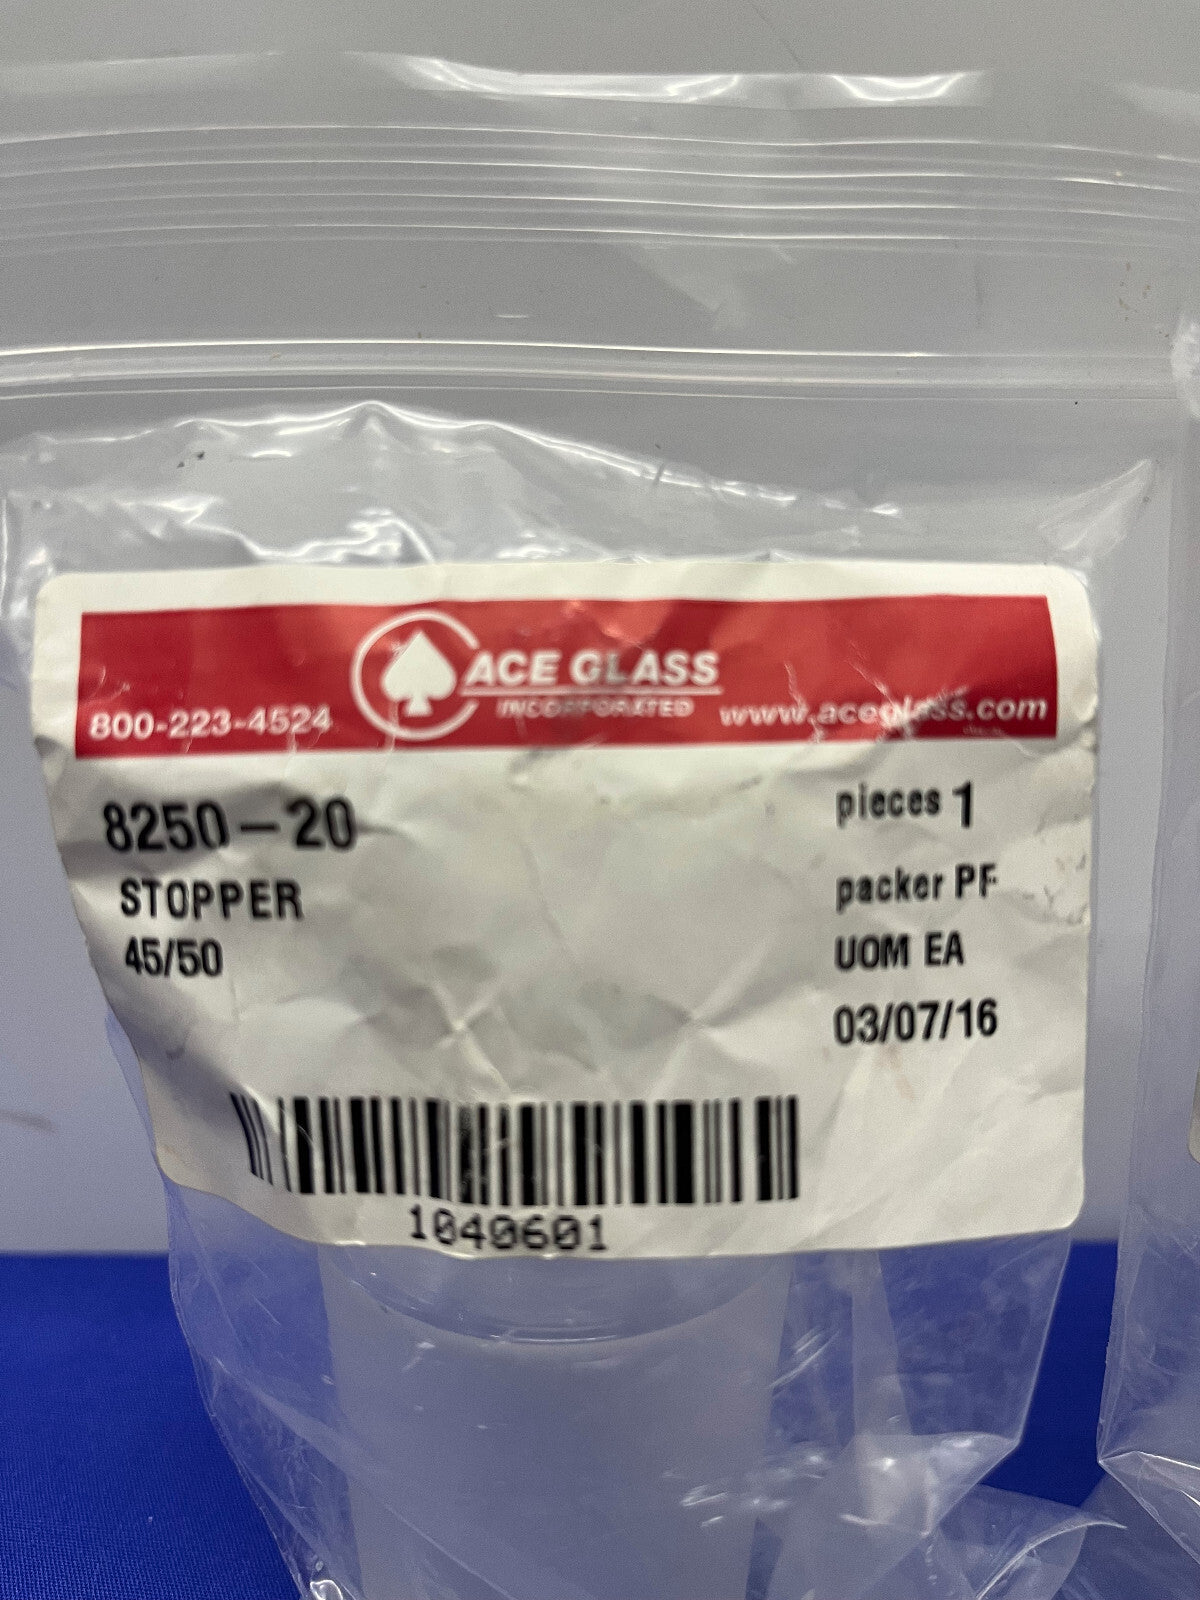 ACE GLASS
INCORPORATED
800-223-4524
www.aceglass.com
8250-20
STOPPER
45/50
pieces 1
packer PF
UOM EA
03/07/16
1040601